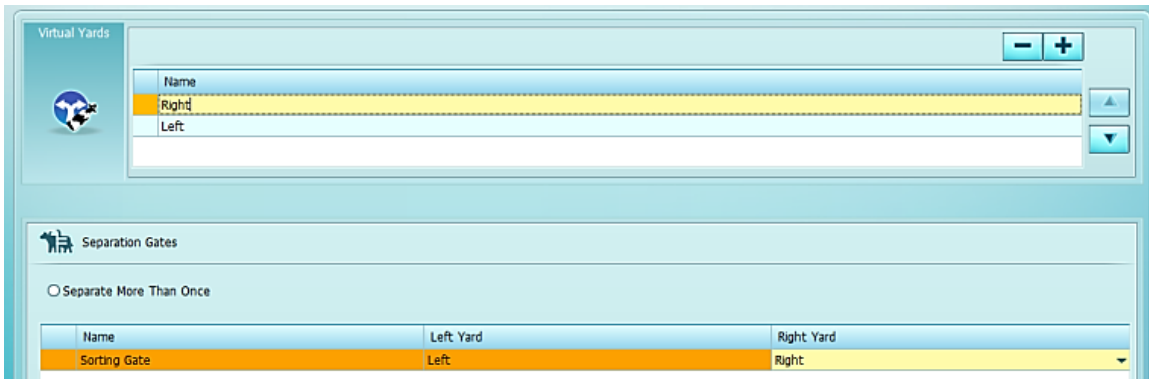 Virtual Yards
Name
Right
Left
Separation Gates
Separate More Than Once
Name Left Yard Right Yard
Sorting Gate Left Right